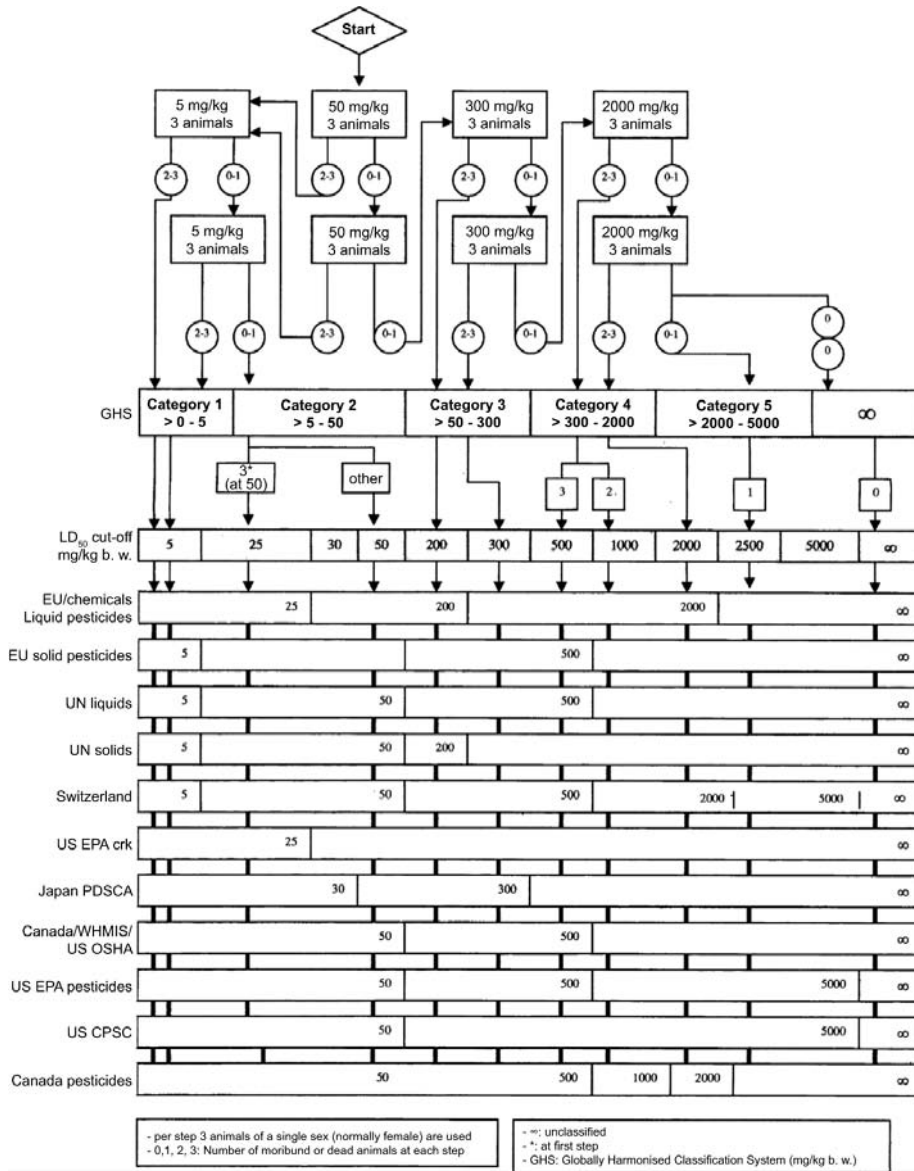 Start
5 mg/kg
3 animals
50 mg/kg
3 animals
300 mg/kg
3 animals
2000 mg/kg
3 animals
2-3
0-1
2-3
0-1
2-3
0-1
2-3
0-1
5 mg/kg
3 animals
50 mg/kg
3 animals
300 mg/kg
3 animals
2000 mg/kg
3 animals
2-3
0-1
2-3
0-1
2-3
0-1
2-3
0-1
0
0
GHS
Category 1
> 0 - 5
Category 2
> 5 - 50
Category 3
> 50 - 300
Category 4
> 300 - 2000
Category 5
> 2000 - 5000
∞
3*
(at 50)
other
3
2
1
0
LD50 cut-off
mg/kg b. w.
5 25 30 50 200 300 500 1000 2000 2500 5000 ∞
EU/chemicals
Liquid pesticides
25 200 2000 ∞
EU solid pesticides 5 500 ∞
UN liquids 5 50 500 ∞
UN solids 5 50 200 ∞
Switzerland 5 50 500 2000 5000 ∞
US EPA crk 25 ∞
Japan PDSCA 30 300 ∞
Canada/WHMIS/
US OSHA
50 500 ∞
US EPA pesticides 50 500 5000 ∞
US CPSC 50 5000 ∞
Canada pesticides 50 500 1000 2000 ∞
- per step 3 animals of a single sex (normally female) are used
- 0,1, 2, 3: Number of moribund or dead animals at each step
- ∞: unclassified
- *: at first step
- GHS: Globally Harmonised Classification System (mg/kg b. w.)